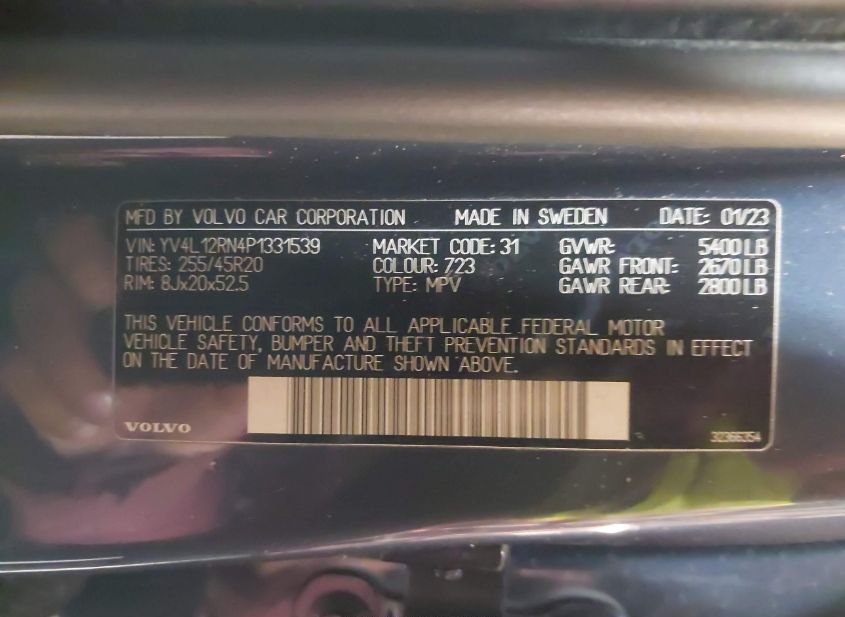 MFD BY VOLVO CAR CORPORATION MADE IN SWEDEN DATE: 01/23
VIN: YV4L12RN4P1331539 MARKET CODE: 31 GVWR: 5400 LB
TIRES: 255/45R20 COLOUR: 723 GAWR FRONT: 2670 LB
RIM: 8Jx20x52.5 TYPE: MPV GAWR REAR: 2800 LB
THIS VEHICLE CONFORMS TO ALL APPLICABLE FEDERAL MOTOR
VEHICLE SAFETY, BUMPER AND THEFT PREVENTION STANDARDS IN EFFECT
ON THE DATE OF MANUFACTURE SHOWN ABOVE.
VOLVO 32366354